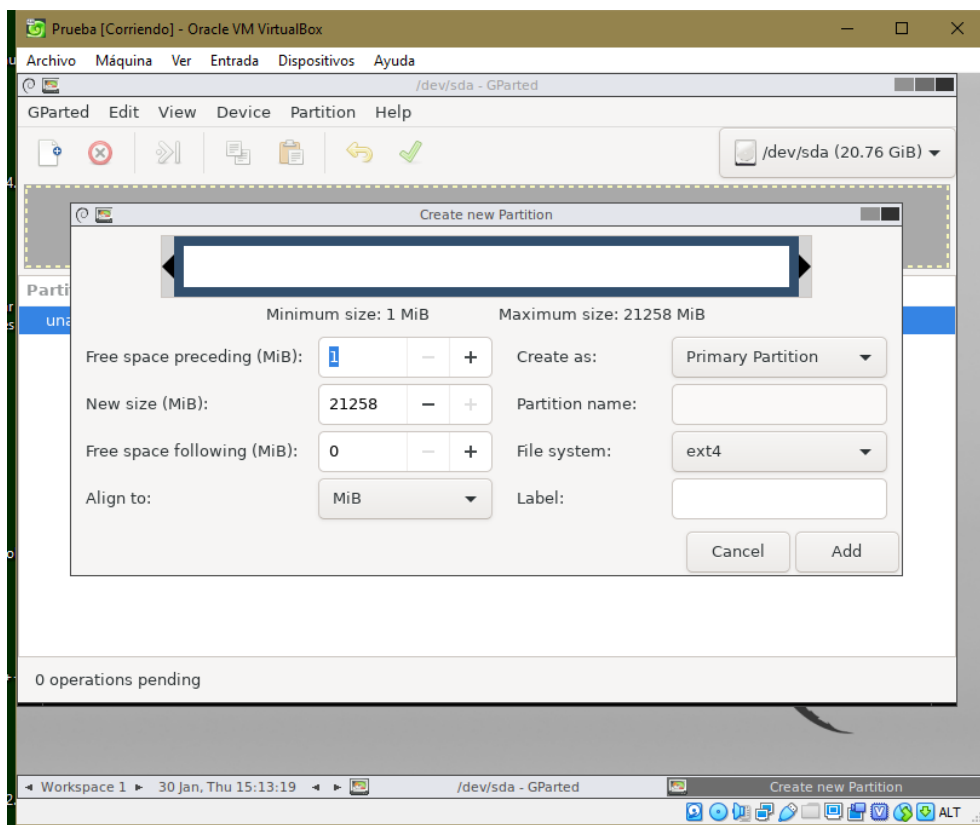 Prueba [Corriendo] - Oracle VM VirtualBox
Archivo Máquina Ver Entrada Dispositivos Ayuda
/dev/sda - GParted
GParted Edit View Device Partition Help
/dev/sda (20.76 GiB)
Create new Partition
Minimum size: 1 MiB Maximum size: 21258 MiB
Parti
una
Free space preceding (MiB): 1 Create as: Primary Partition
New size (MiB): 21258 Partition name:
Free space following (MiB): 0 File system: ext4
Align to: MiB Label:
Cancel Add
0 operations pending
Workspace 1 30 Jan, Thu 15:13:19 /dev/sda - GParted Create new Partition
ALT